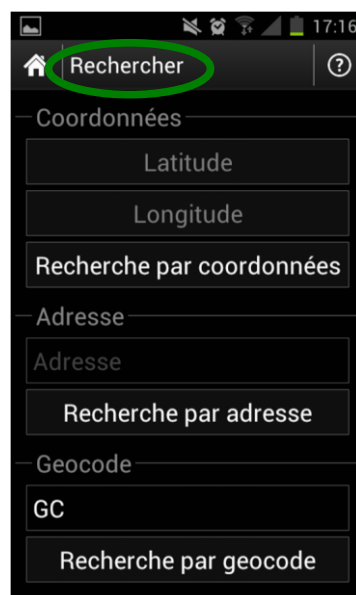 17:16
Rechercher
Coordonnées
Latitude
Longitude
Recherche par coordonnées
Adresse
Adresse
Recherche par adresse
Geocode
GC
Recherche par geocode